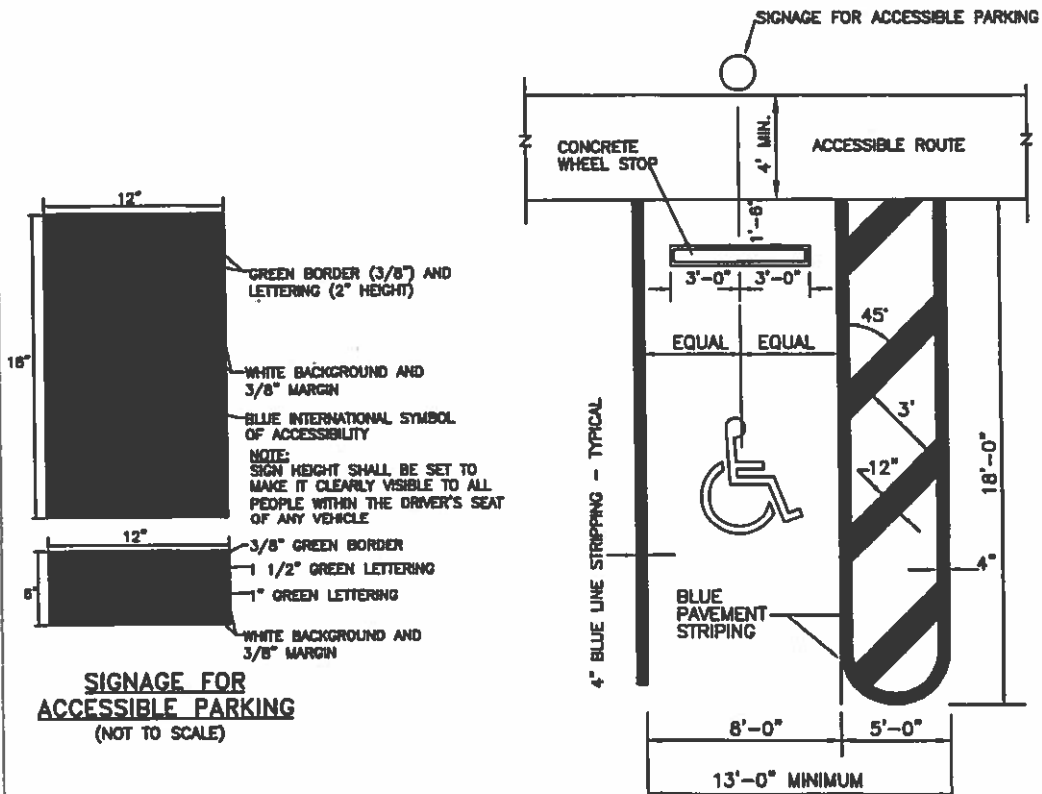 SIGNAGE FOR ACCESSIBLE PARKING
CONCRETE
WHEEL STOP
4' MIN.
ACCESSIBLE ROUTE
1'-6"
3'-0"
3'-0"
EQUAL
EQUAL
45°
3'
12"
18'-0"
4"
4" BLUE LINE STRIPPING - TYPICAL
BLUE
PAVEMENT
STRIPING
8'-0"
5'-0"
13'-0" MINIMUM
12"
18"
GREEN BORDER (3/8") AND
LETTERING (2" HEIGHT)
WHITE BACKGROUND AND
3/8" MARGIN
BLUE INTERNATIONAL SYMBOL
OF ACCESSIBILITY
NOTE:
SIGN HEIGHT SHALL BE SET TO
MAKE IT CLEARLY VISIBLE TO ALL
PEOPLE WITHIN THE DRIVER'S SEAT
OF ANY VEHICLE
12"
3/8" GREEN BORDER
1 1/2" GREEN LETTERING
1" GREEN LETTERING
WHITE BACKGROUND AND
3/8" MARGIN
SIGNAGE FOR
ACCESSIBLE PARKING
(NOT TO SCALE)